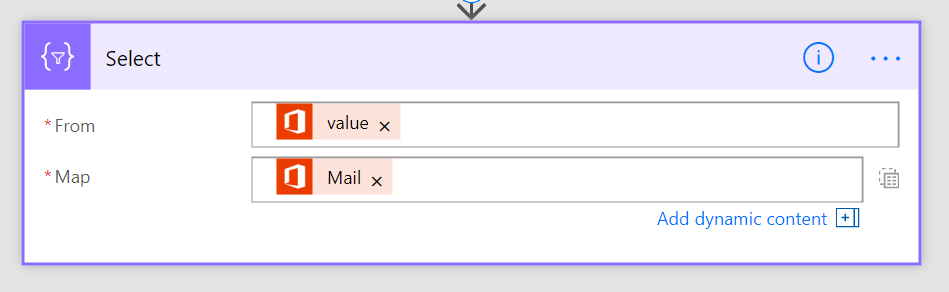 Select
* From value ×
* Map Mail ×
Add dynamic content